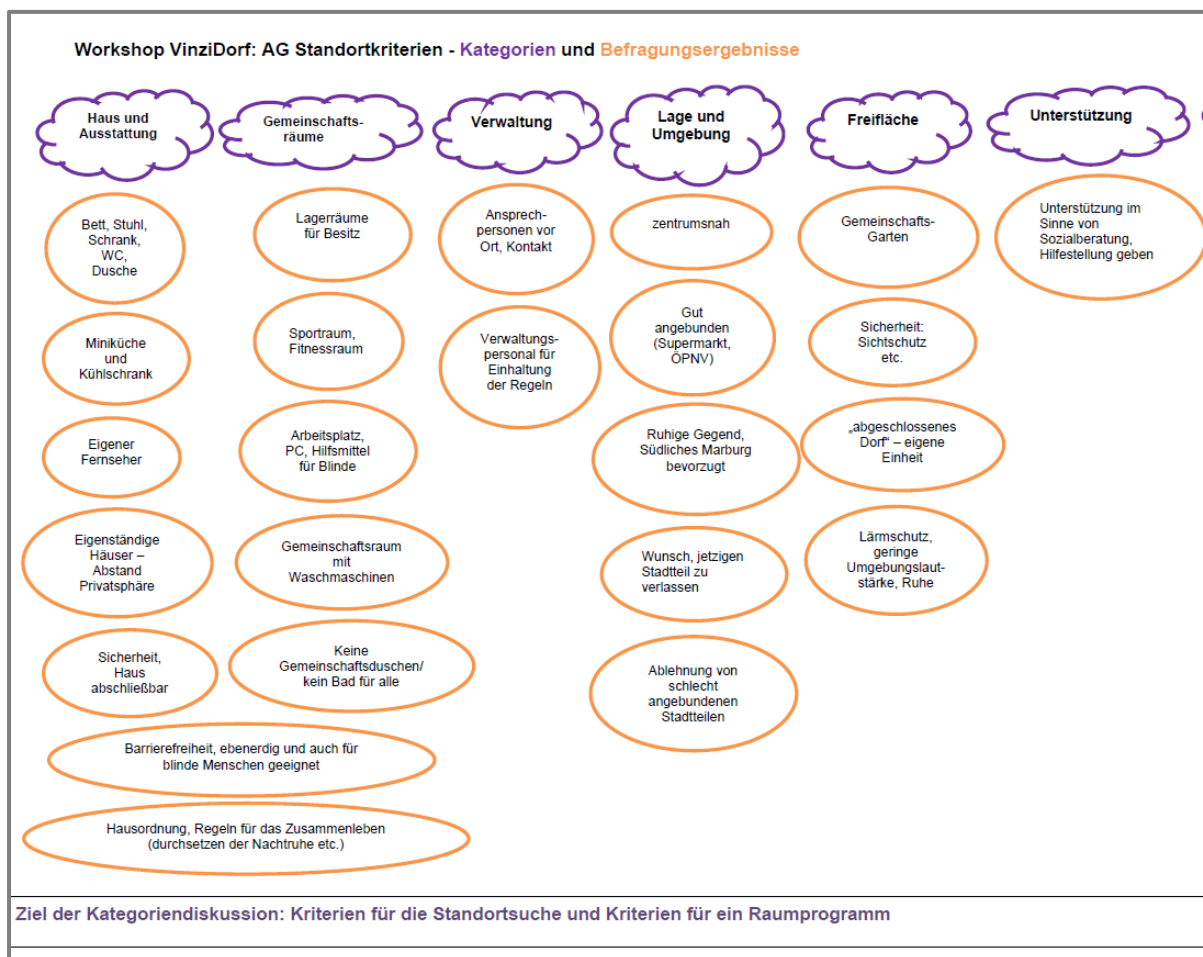 Workshop VinziDorf: AG Standortkriterien - Kategorien und Befragungsergebnisse
Haus und
Ausstattung
Bett, Stuhl,
Schrank,
WC,
Dusche
Miniküche
und
Kühlschrank
Eigener
Fernseher
Eigenständige
Häuser –
Abstand
Privatsphäre
Sicherheit,
Haus
abschließbar
Gemeinschafts-
räume
Lagerräume
für Besitz
Sportraum,
Fitnessraum
Arbeitsplatz,
PC, Hilfsmittel
für Blinde
Gemeinschaftsraum
mit
Waschmaschinen
Keine
Gemeinschaftsduschen/
kein Bad für alle
Barrierefreiheit, ebenerdig und auch für
blinde Menschen geeignet
Hausordnung, Regeln für das Zusammenleben
(durchsetzen der Nachtruhe etc.)
Verwaltung
Ansprech-
personen vor
Ort, Kontakt
Verwaltungs-
personal für
Einhaltung
der Regeln
Lage und
Umgebung
zentrumsnah
Gut
angebunden
(Supermarkt,
ÖPNV)
Ruhige Gegend,
Südliches Marburg
bevorzugt
Wunsch, jetzigen
Stadtteil zu
verlassen
Ablehnung von
schlecht
angebundenen
Stadtteilen
Freifläche
Gemeinschafts-
Garten
Sicherheit:
Sichtschutz
etc.
„abgeschlossenes
Dorf“ – eigene
Einheit
Lärmschutz,
geringe
Umgebungslaut-
stärke, Ruhe
Unterstützung
Unterstützung im
Sinne von
Sozialberatung,
Hilfestellung geben
Ziel der Kategoriendiskussion: Kriterien für die Standortsuche und Kriterien für ein Raumprogramm